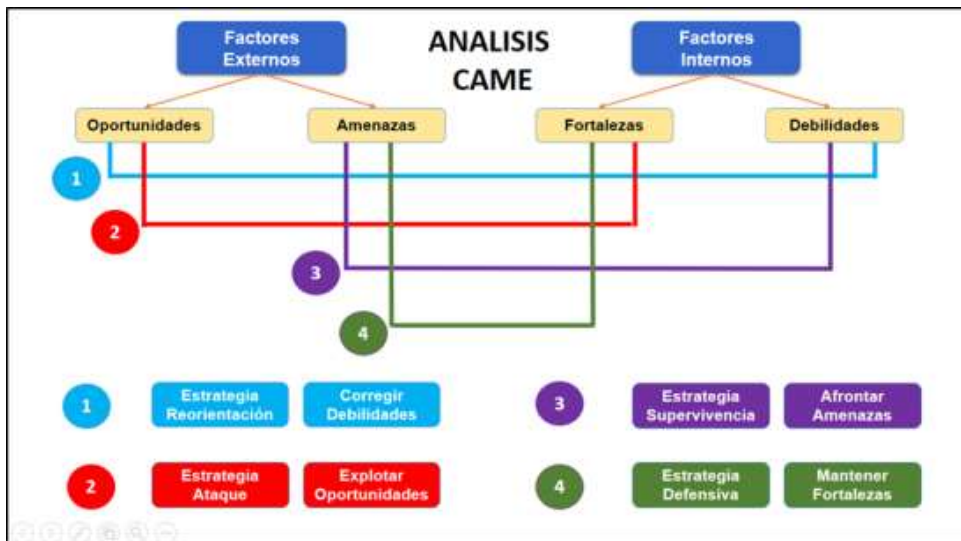 Factores
Externos
ANALISIS
CAME
Factores
Internos
Oportunidades
Amenazas
Fortalezas
Debilidades
1
2
3
4
1
Estrategia
Reorientación
Corregir
Debilidades
3
Estrategia
Supervivencia
Afrontar
Amenazas
2
Estrategia
Ataque
Explotar
Oportunidades
4
Estrategia
Defensiva
Mantener
Fortalezas